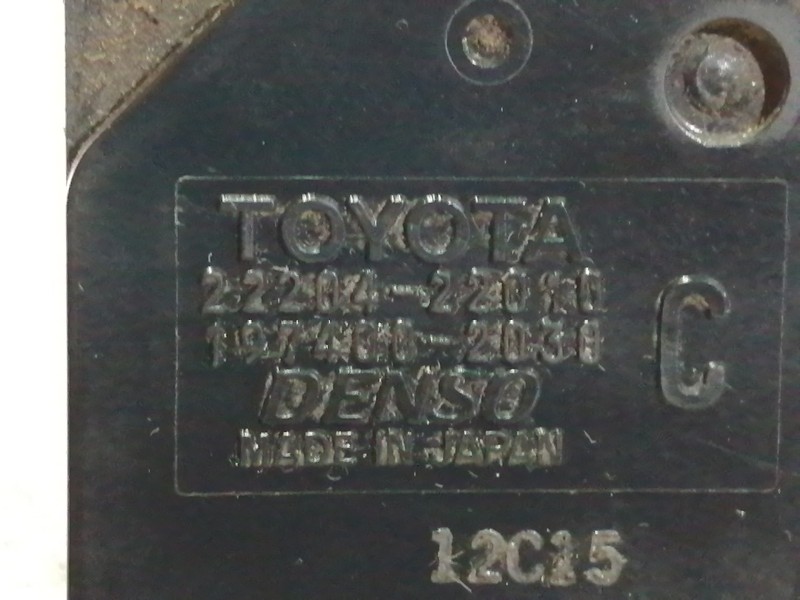 TOYOTA
22204-22010
197400-2030
C
DENSO
MADE IN JAPAN
12C15